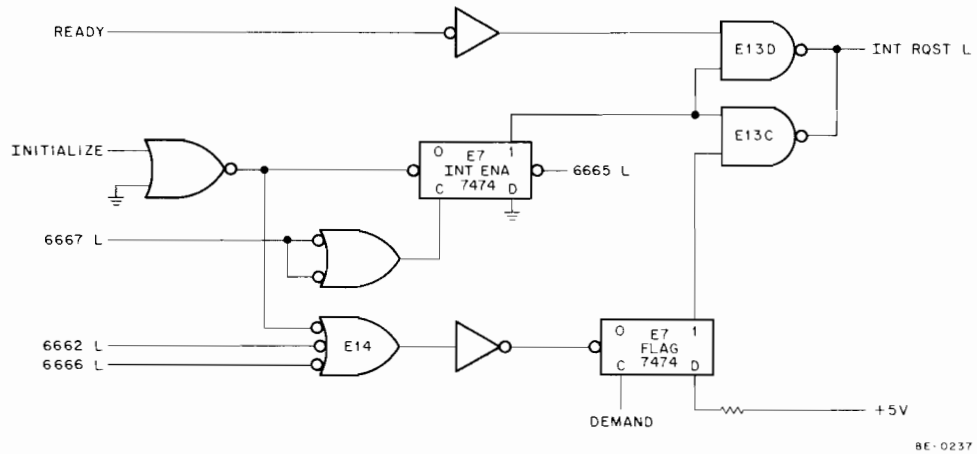 READY
E13D
INT RQST L
E13C
INITIALIZE
0 1
E7
INT ENA
7474
C D
6665 L
6667 L
6662 L
E14
6666 L
0 1
E7
FLAG
7474
C D
DEMAND
+5V
BE-0237